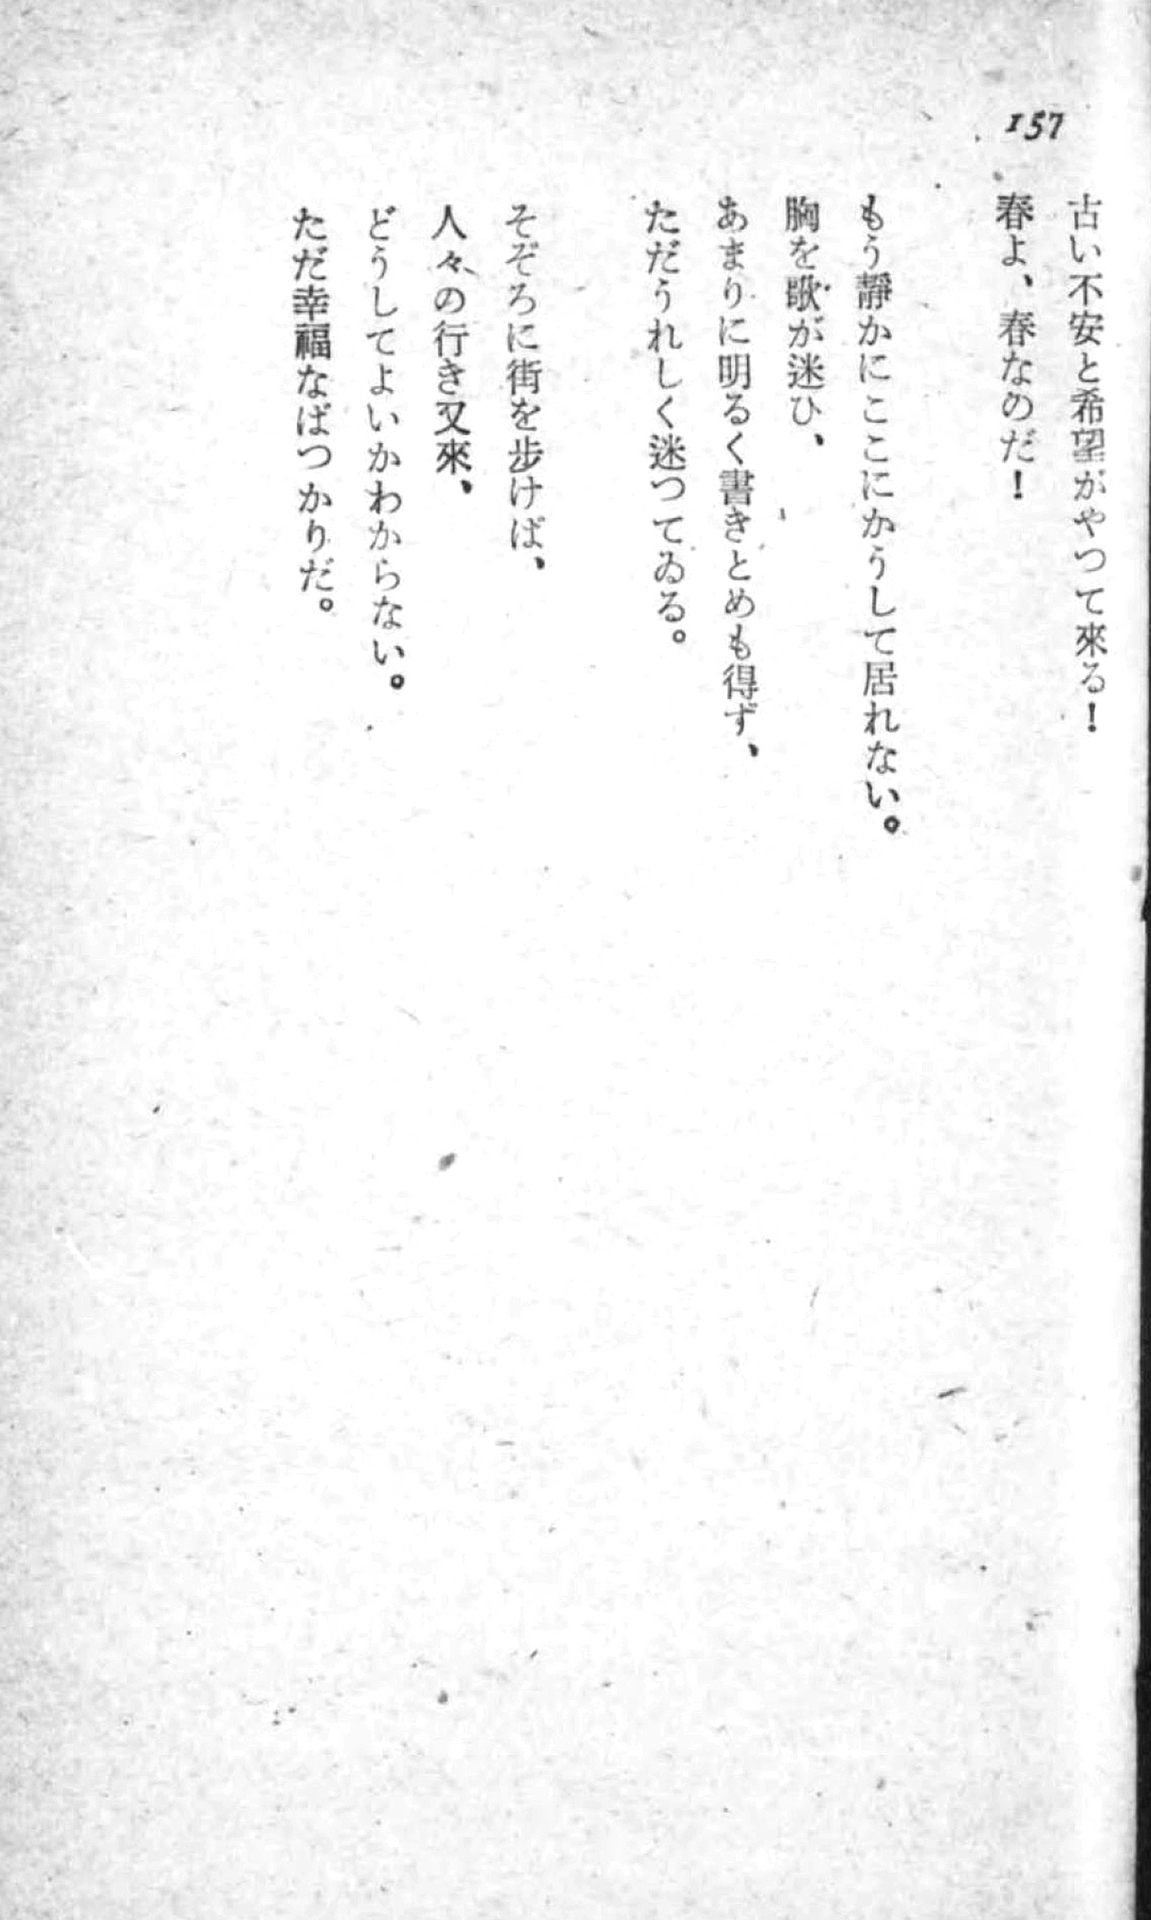 157
古い不安と希望がやつて來る！
春よ、春なのだ！
もう靜かにここにかうして居れない。
胸を歌が迷ひ、
あまりに明るく書きとめも得ず、
ただうれしく迷つてゐる。
そぞろに街を步けば、
人々の行き又來、
どうしてよいかわからない。
ただ幸福なばつかりだ。